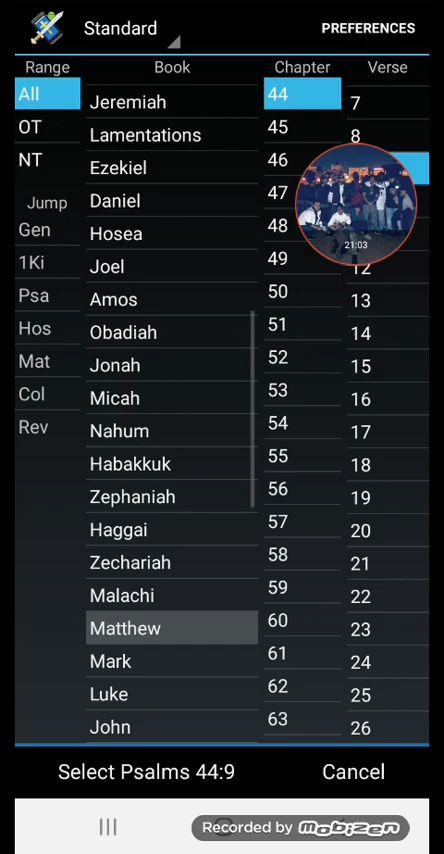 Standard
PREFERENCES
Range Book Chapter Verse
All
OT
NT
Jump
Gen
1Ki
Psa
Hos
Mat
Col
Rev
Jeremiah
Lamentations
Ezekiel
Daniel
Hosea
Joel
Amos
Obadiah
Jonah
Micah
Nahum
Habakkuk
Zephaniah
Haggai
Zechariah
Malachi
Matthew
Mark
Luke
John
44
45
46
47
48
49
50
51
52
53
54
55
56
57
58
59
60
61
62
63
7
8
12
13
14
15
16
17
18
19
20
21
22
23
24
25
26
21:03
Select Psalms 44:9
Cancel
Recorded by Mobizen